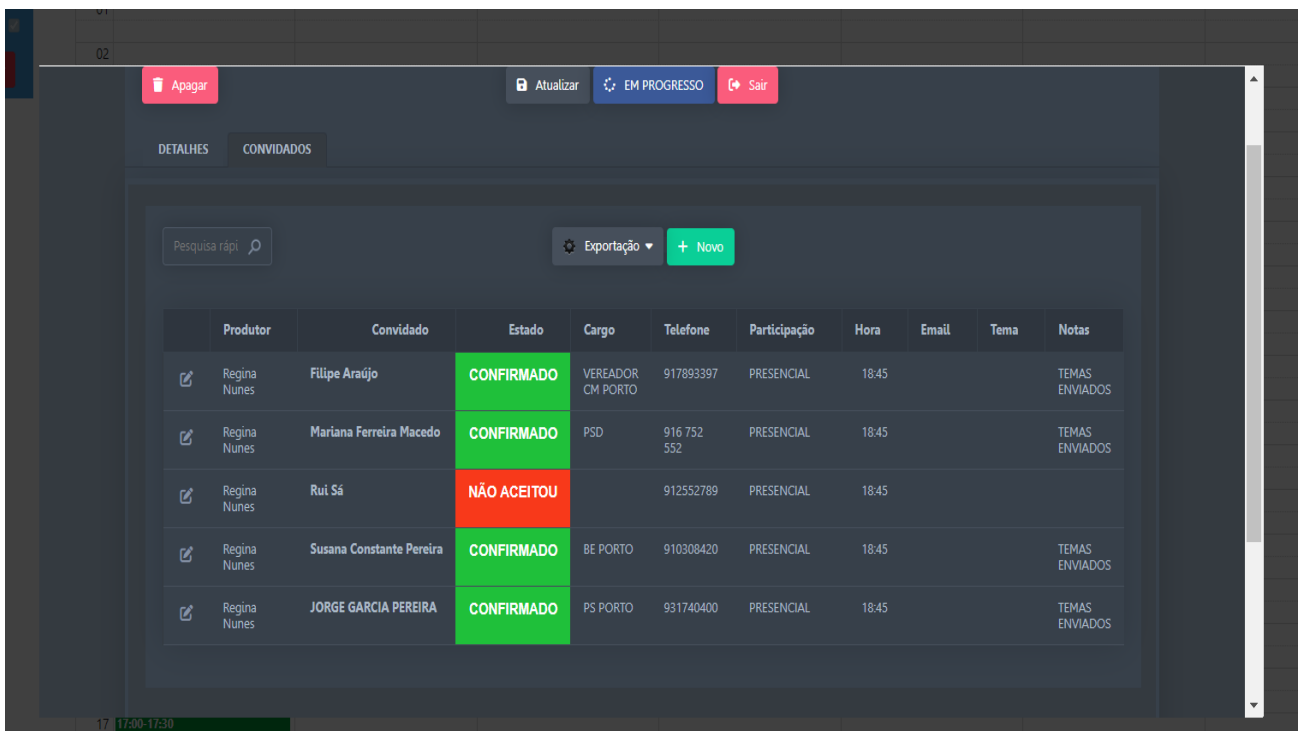 01
02
Apagar
Atualizar
EM PROGRESSO
Sair
DETALHES
CONVIDADOS
Pesquisa rápi
Exportação
+ Novo
Produtor Convidado Estado Cargo Telefone Participação Hora Email Tema Notas
Regina Filipe Araújo CONFIRMADO VEREADOR 917893397 PRESENCIAL 18:45 TEMAS
Nunes CM PORTO ENVIADOS
Regina Mariana Ferreira Macedo CONFIRMADO PSD 916 752 PRESENCIAL 18:45 TEMAS
Nunes 552 ENVIADOS
Regina Rui Sá NÃO ACEITOU 912552789 PRESENCIAL 18:45
Nunes
Regina Susana Constante Pereira CONFIRMADO BE PORTO 910308420 PRESENCIAL 18:45 TEMAS
Nunes ENVIADOS
Regina JORGE GARCIA PEREIRA CONFIRMADO PS PORTO 931740400 PRESENCIAL 18:45 TEMAS
Nunes ENVIADOS
17 17:00-17:30